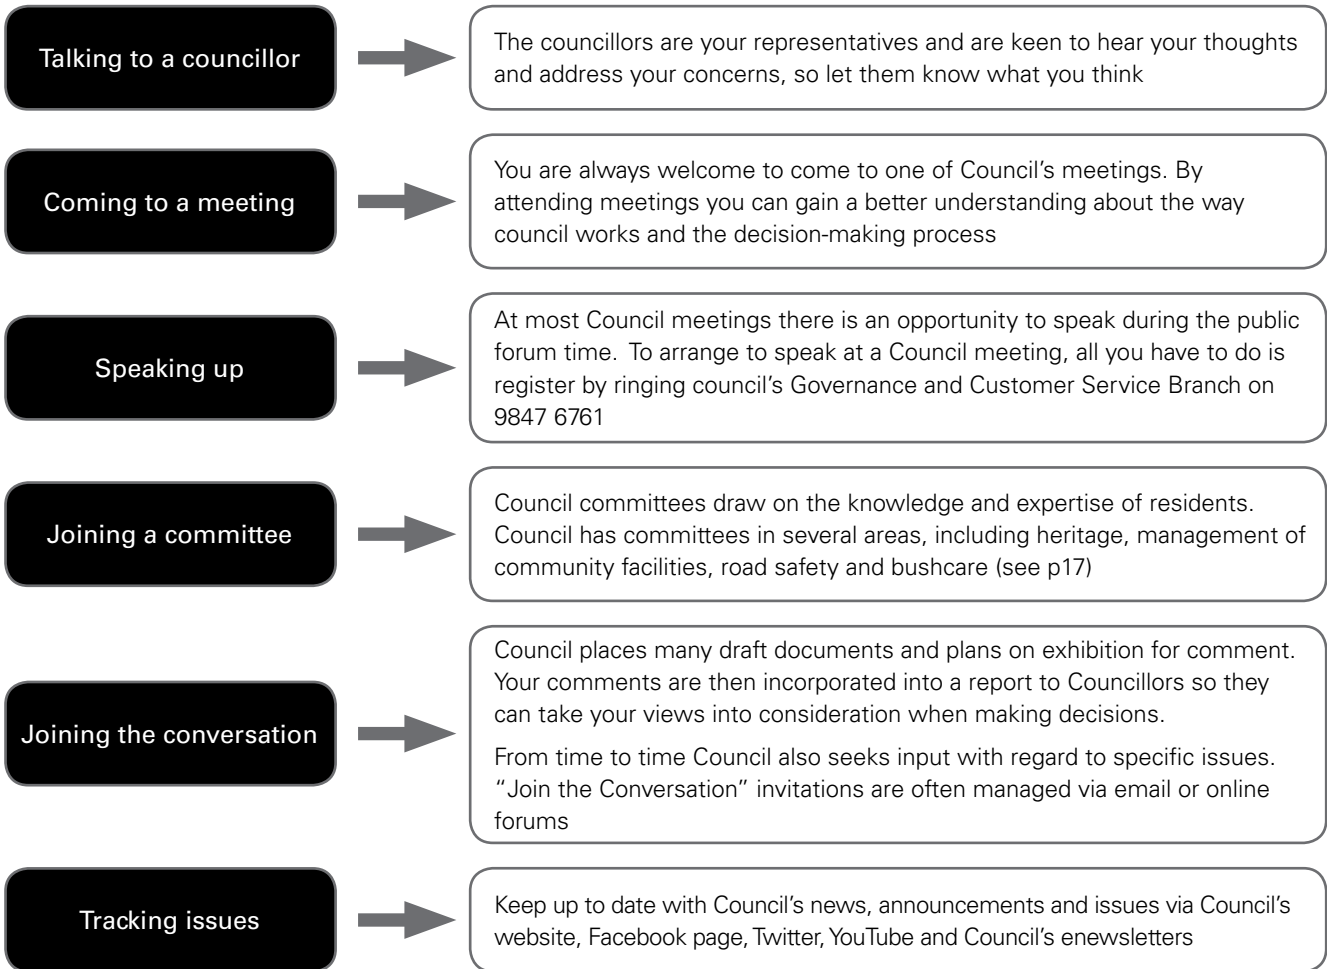 Talking to a councillor
The councillors are your representatives and are keen to hear your thoughts
and address your concerns, so let them know what you think
Coming to a meeting
You are always welcome to come to one of Council's meetings. By
attending meetings you can gain a better understanding about the way
council works and the decision-making process
Speaking up
At most Council meetings there is an opportunity to speak during the public
forum time. To arrange to speak at a Council meeting, all you have to do is
register by ringing council's Governance and Customer Service Branch on
9847 6761
Joining a committee
Council committees draw on the knowledge and expertise of residents.
Council has committees in several areas, including heritage, management of
community facilities, road safety and bushcare (see p17)
Joining the conversation
Council places many draft documents and plans on exhibition for comment.
Your comments are then incorporated into a report to Councillors so they
can take your views into consideration when making decisions.
From time to time Council also seeks input with regard to specific issues.
“Join the Conversation” invitations are often managed via email or online
forums
Tracking issues
Keep up to date with Council's news, announcements and issues via Council's
website, Facebook page, Twitter, YouTube and Council's enewsletters